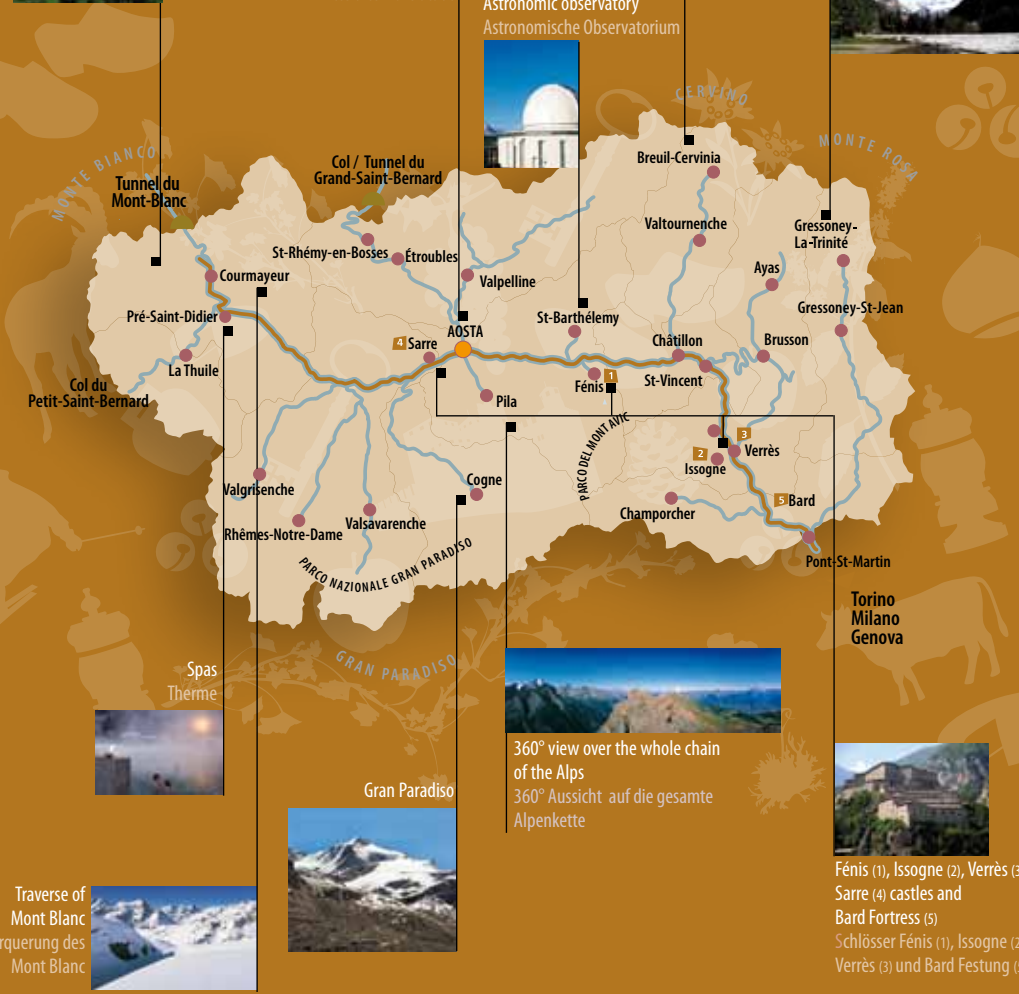 Astronomic observatory
Astronomische Observatorium
CERVINO
MONTE BIANCO
MONTE ROSA
Col / Tunnel du
Grand-Saint-Bernard
Breuil-Cervinia
Tunnel du
Mont-Blanc
Valtournenche
Gressoney-
La-Trinité
St-Rhémy-en-Bosses
Étroubles
Ayas
Courmayeur
Valpelline
Gressoney-St-Jean
Pré-Saint-Didier
St-Barthélemy
AOSTA
4 Sarre
Châtillon
Brusson
La Thuile
Col du
Petit-Saint-Bernard
Fénis 1
St-Vincent
Pila
PARCO DEL MONT AVIC
3
Verrès
2
Issogne
Cogne
Valgrisenche
5 Bard
Champorcher
Valsavarenche
Rhêmes-Notre-Dame
PARCO NAZIONALE GRAN PARADISO
Pont-St-Martin
Torino
Milano
Genova
GRAN PARADISO
Spas
Therme
360° view over the whole chain
of the Alps
360° Aussicht auf die gesamte
Alpenkette
Gran Paradiso
Fénis (1), Issogne (2), Verrès (3
Sarre (4) castles and
Bard Fortress (5)
Schlösser Fénis (1), Issogne (2
Verrès (3) und Bard Festung (5
Traverse of
Mont Blanc
rquerung des
Mont Blanc